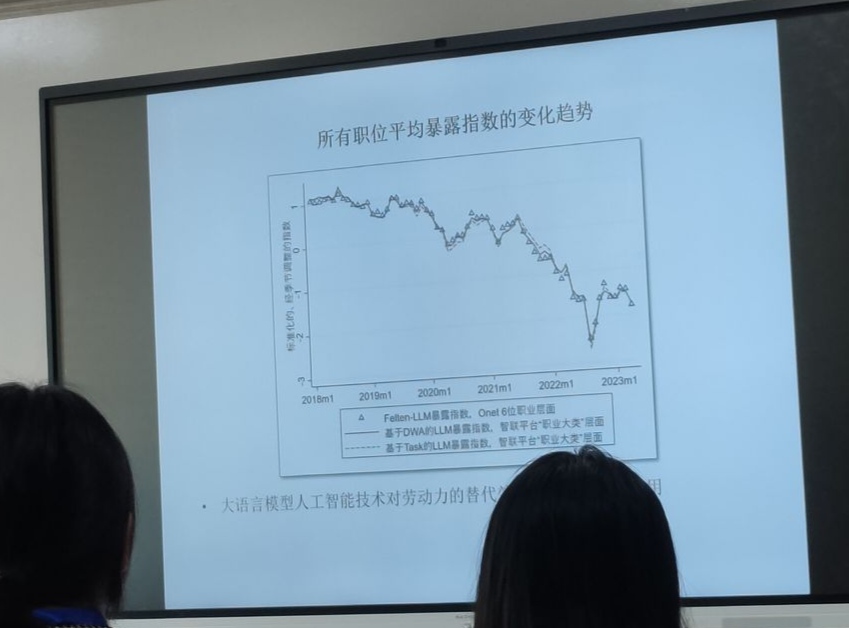 所有职位平均暴露指数的变化趋势
标准化的、经季节调整的指数
1
0
-1
-2
-3
2018m1 2019m1 2020m1 2021m1 2022m1 2023m1
Felten-LLM暴露指数，Onet 6位职业层面
基于DWA的LLM暴露指数，智联平台“职业大类”层面
基于Task的LLM暴露指数，智联平台“职业大类”层面
• 大语言模型人工智能技术对劳动力的替代 用